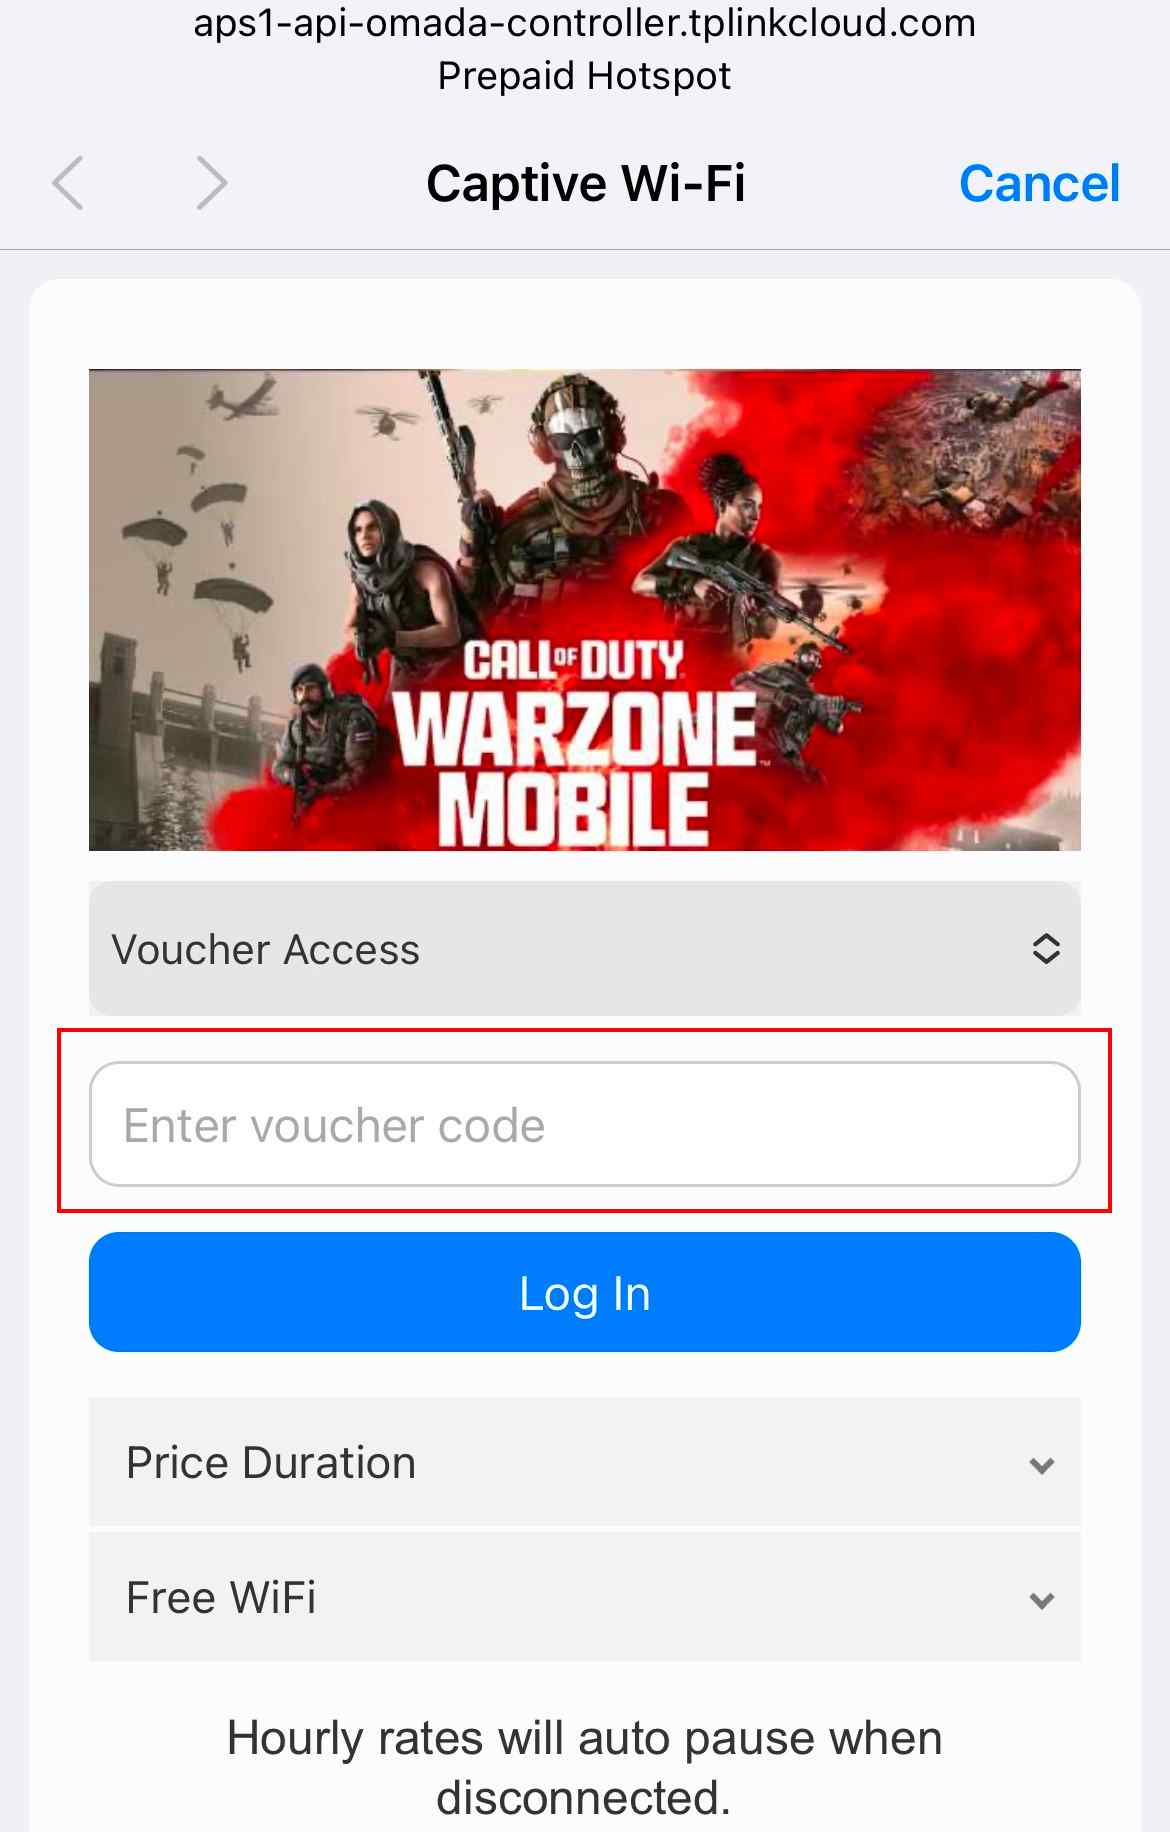 aps1-api-omada-controller.tplinkcloud.com
Prepaid Hotspot
Captive Wi-Fi
Cancel
CALL OF DUTY
WARZONE
MOBILE
Voucher Access
Enter voucher code
Log In
Price Duration
Free WiFi
Hourly rates will auto pause when
disconnected.